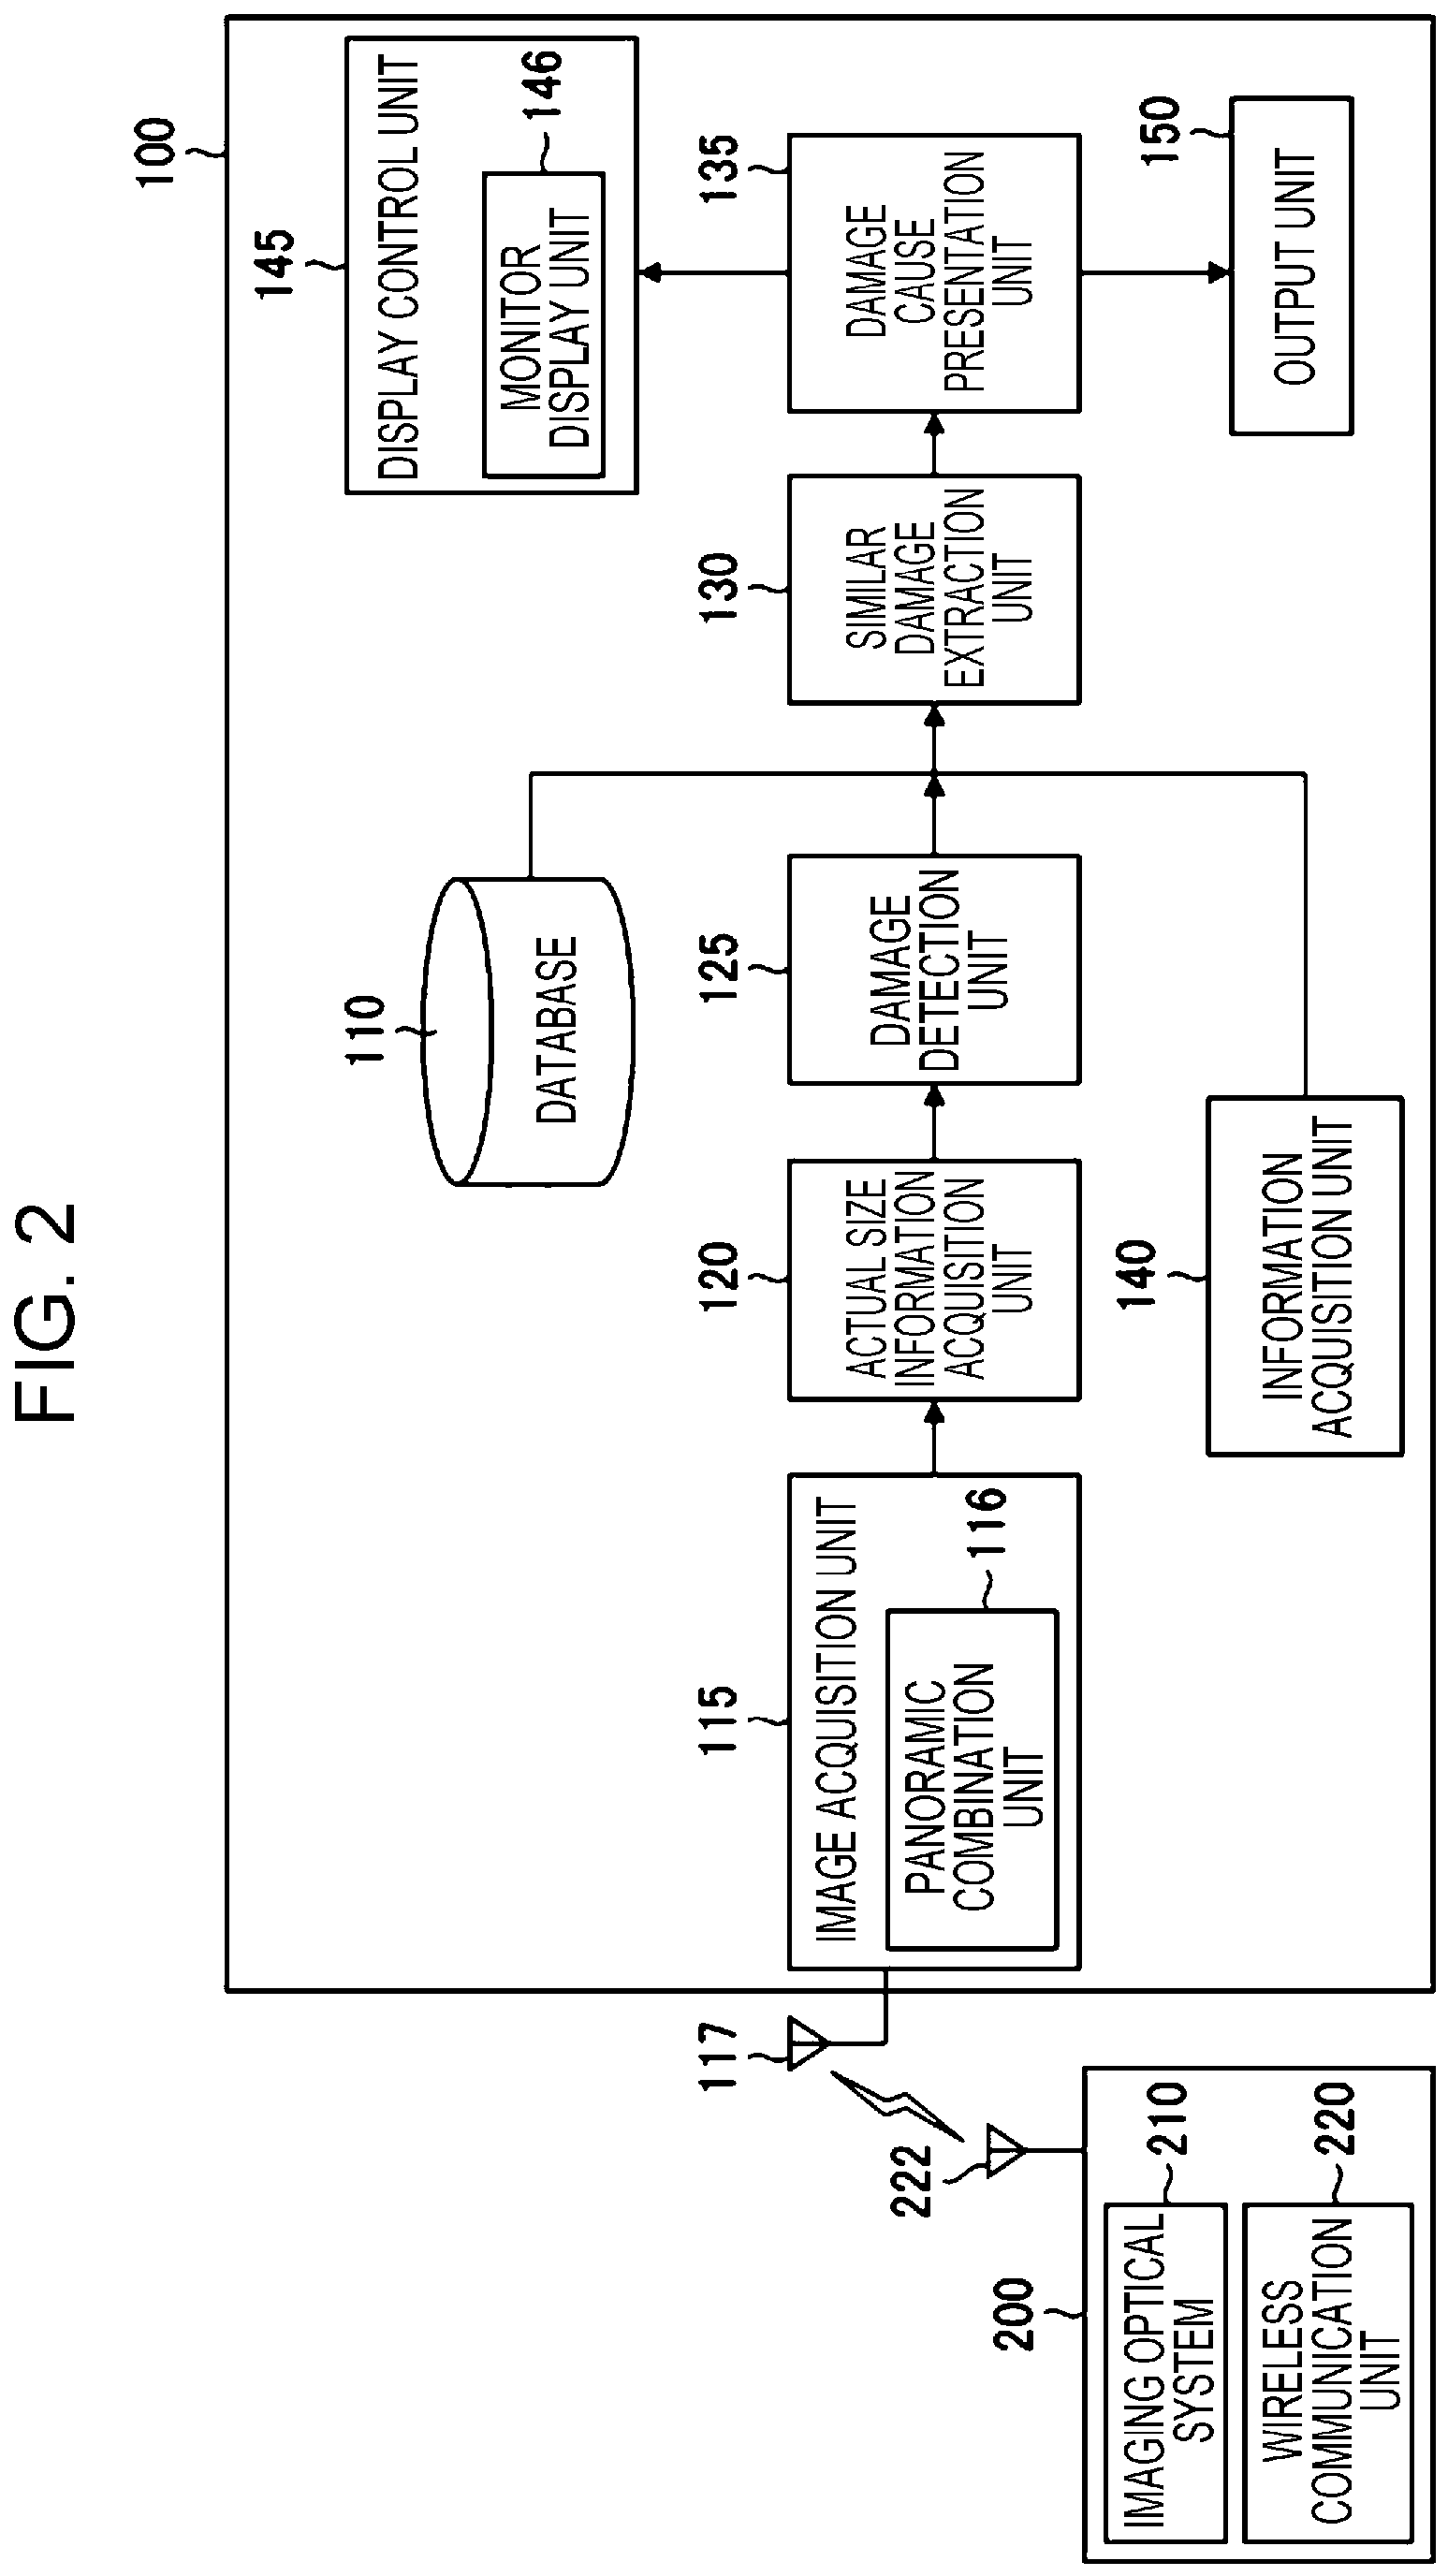 FIG. 2
100
145
DISPLAY CONTROL UNIT
146
MONITOR
DISPLAY UNIT
110
DATABASE
117
115
IMAGE ACQUISITION UNIT
116
PANORAMIC
COMBINATION
UNIT
120
ACTUAL SIZE
INFORMATION
ACQUISITION
UNIT
125
DAMAGE
DETECTION
UNIT
130
SIMILAR
DAMAGE
EXTRACTION
UNIT
135
DAMAGE
CAUSE
PRESENTATION
UNIT
222
200
210
IMAGING OPTICAL
SYSTEM
220
WIRELESS
COMMUNICATION
UNIT
140
INFORMATION
ACQUISITION UNIT
150
OUTPUT UNIT